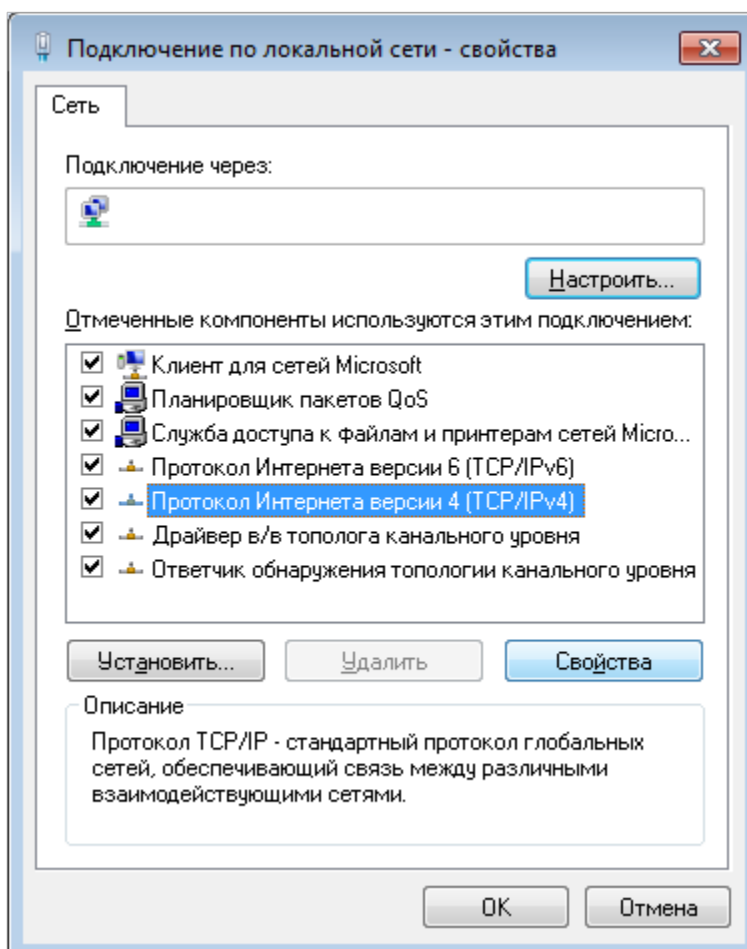 Подключение по локальной сети - свойства
Сеть
Подключение через:
Настроить...
Отмеченные компоненты используются этим подключением:
Клиент для сетей Microsoft
Планировщик пакетов QoS
Служба доступа к файлам и принтерам сетей Micro...
Протокол Интернета версии 6 (TCP/IPv6)
Протокол Интернета версии 4 (TCP/IPv4)
Драйвер в/в тополога канального уровня
Ответчик обнаружения топологии канального уровня
Установить...
Удалить
Свойства
Описание
Протокол TCP/IP - стандартный протокол глобальных
сетей, обеспечивающий связь между различными
взаимодействующими сетями.
OK
Отмена